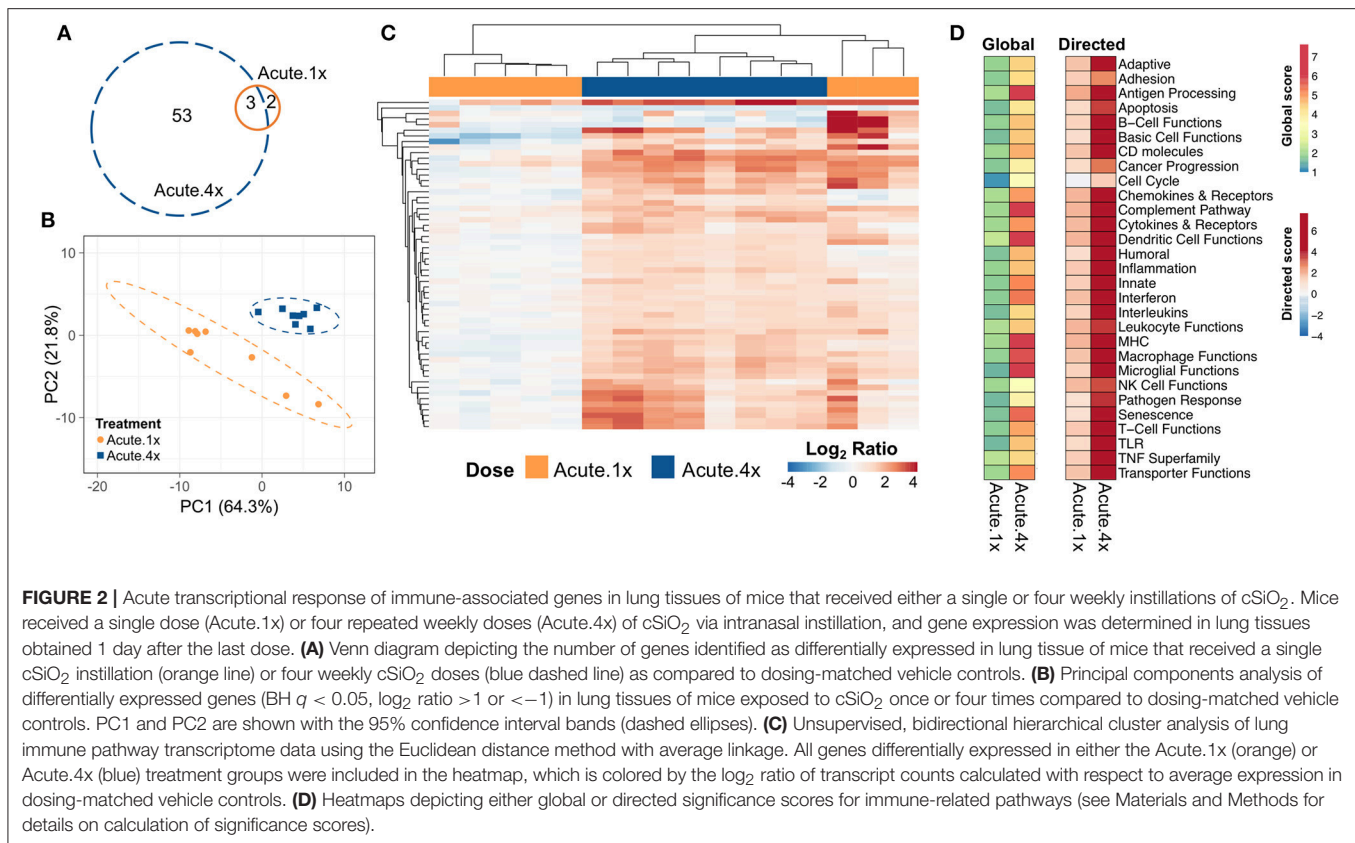 A
Acute.1x
53
3
2
Acute.4x
B
10
0
-10
PC2 (21.8%)
Treatment
Acute.1x
Acute.4x
-20
-10
0
10
PC1 (64.3%)
C
Dose
Acute.1x
Acute.4x
Log2 Ratio
-4
-2
0
2
4
D
Global
Directed
Adaptive
Adhesion
Antigen Processing
Apoptosis
B-Cell Functions
Basic Cell Functions
CD molecules
Cancer Progression
Cell Cycle
Chemokines & Receptors
Complement Pathway
Cytokines & Receptors
Dendritic Cell Functions
Humoral
Inflammation
Innate
Interferon
Interleukins
Leukocyte Functions
MHC
Macrophage Functions
Microglial Functions
NK Cell Functions
Pathogen Response
Senescence
T-Cell Functions
TLR
TNF Superfamily
Transporter Functions
Acute.1x
Acute.4x
Acute.1x
Acute.4x
Global score
7
6
5
4
3
2
1
Directed score
6
4
2
0
−2
−4
FIGURE 2 | Acute transcriptional response of immune-associated genes in lung tissues of mice that received either a single or four weekly instillations of cSiO2. Mice
received a single dose (Acute.1x) or four repeated weekly doses (Acute.4x) of cSiO2 via intranasal instillation, and gene expression was determined in lung tissues
obtained 1 day after the last dose. (A) Venn diagram depicting the number of genes identified as differentially expressed in lung tissue of mice that received a single
cSiO2 instillation (orange line) or four weekly cSiO2 doses (blue dashed line) as compared to dosing-matched vehicle controls. (B) Principal components analysis of
differentially expressed genes (BH q < 0.05, log2 ratio >1 or <−1) in lung tissues of mice exposed to cSiO2 once or four times compared to dosing-matched vehicle
controls. PC1 and PC2 are shown with the 95% confidence interval bands (dashed ellipses). (C) Unsupervised, bidirectional hierarchical cluster analysis of lung
immune pathway transcriptome data using the Euclidean distance method with average linkage. All genes differentially expressed in either the Acute.1x (orange) or
Acute.4x (blue) treatment groups were included in the heatmap, which is colored by the log2 ratio of transcript counts calculated with respect to average expression in
dosing-matched vehicle controls. (D) Heatmaps depicting either global or directed significance scores for immune-related pathways (see Materials and Methods for
details on calculation of significance scores).